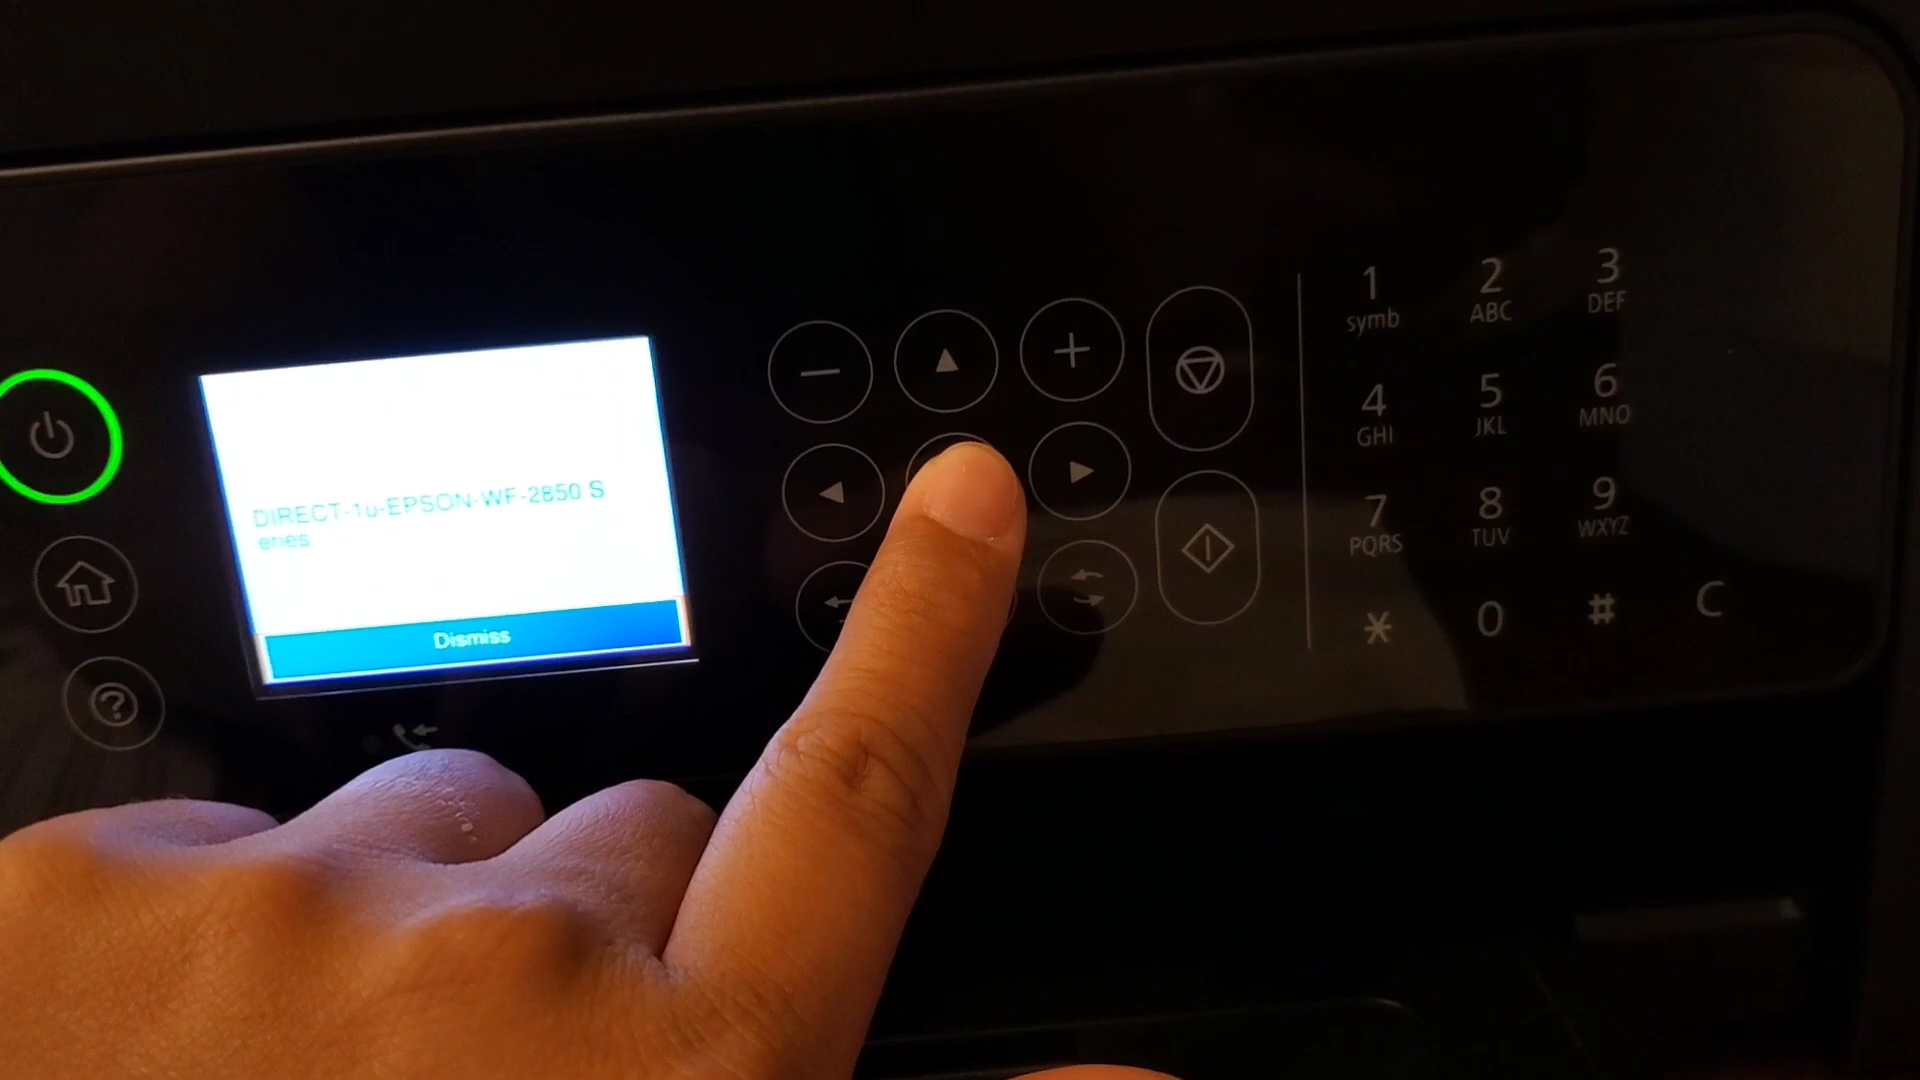 DIRECT-1u-EPSON-WF-2850 S
eries
Dismiss
1 2 3
symb ABC DEF
4 5 6
GHI JKL MNO
7 8 9
PQRS TUV WXYZ
* 0 # C
?